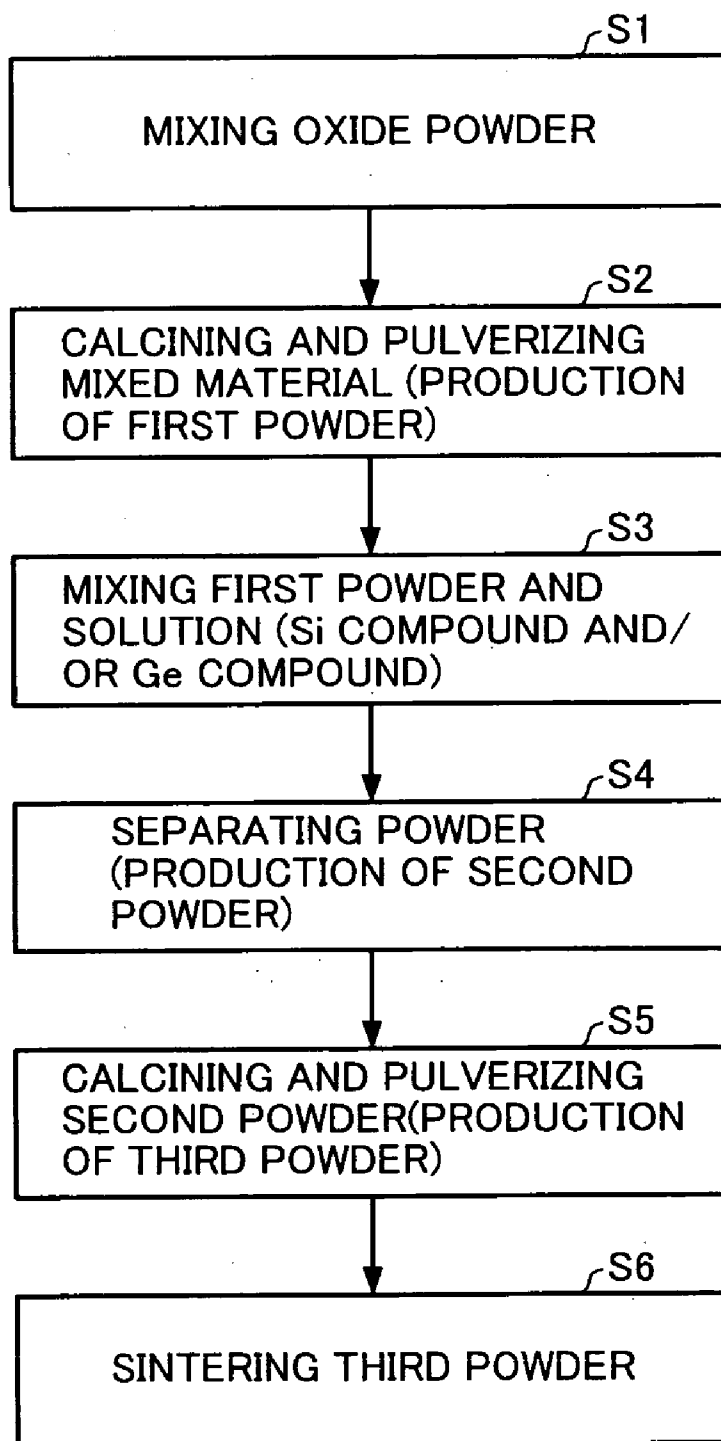 S1
MIXING OXIDE POWDER
S2
CALCINING AND PULVERIZING
MIXED MATERIAL (PRODUCTION
OF FIRST POWDER)
S3
MIXING FIRST POWDER AND
SOLUTION (Si COMPOUND AND/
OR Ge COMPOUND)
S4
SEPARATING POWDER
(PRODUCTION OF SECOND
POWDER)
S5
CALCINING AND PULVERIZING
SECOND POWDER(PRODUCTION
OF THIRD POWDER)
S6
SINTERING THIRD POWDER